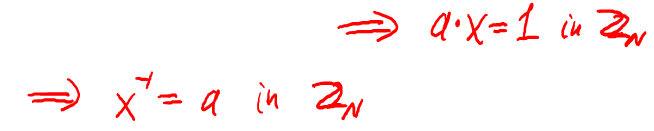 ⟹ a·x=1 in ℤ_N
⟹ x⁻¹ = a in ℤ_N